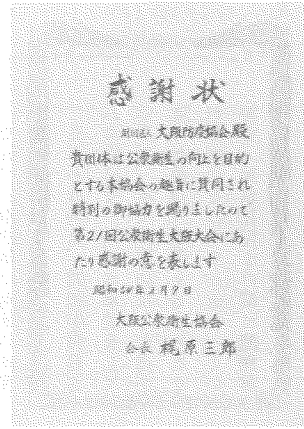 感謝状
財団法人 大阪防疫協会殿
貴団体は公衆衛生の向上を目的
とする本協会の趣旨に賛同され
特別の御協力を賜りましたので
第21回公衆衛生大阪大会にあ
たり感謝の意を表します
昭和 年 月 日
大阪公衆衛生協会
会長 梶原三郎